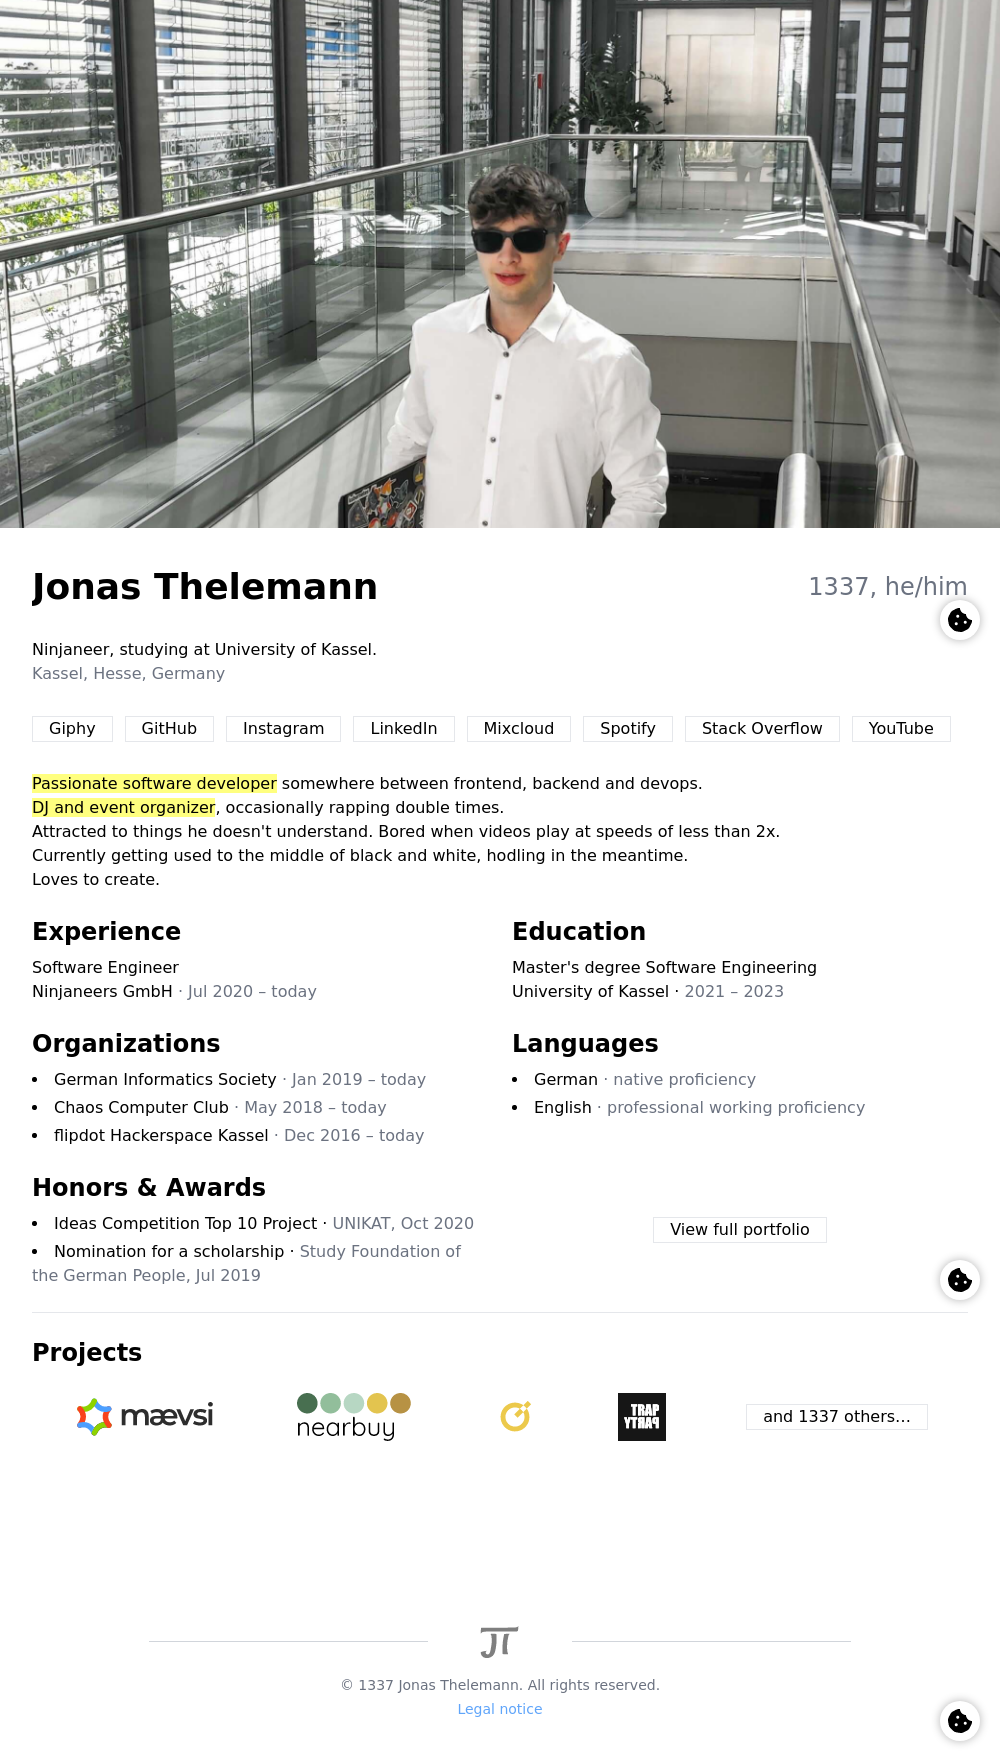 Jonas Thelemann
1337, he/him
Ninjaneer, studying at University of Kassel.
Kassel, Hesse, Germany
Giphy
GitHub
Instagram
LinkedIn
Mixcloud
Spotify
Stack Overflow
YouTube
Passionate software developer somewhere between frontend, backend and devops.
DJ and event organizer, occasionally rapping double times.
Attracted to things he doesn't understand. Bored when videos play at speeds of less than 2x.
Currently getting used to the middle of black and white, hodling in the meantime.
Loves to create.
Experience
Software Engineer
Ninjaneers GmbH · Jul 2020 – today
Education
Master's degree Software Engineering
University of Kassel · 2021 – 2023
Organizations
• German Informatics Society · Jan 2019 – today
• Chaos Computer Club · May 2018 – today
• flipdot Hackerspace Kassel · Dec 2016 – today
Languages
• German · native proficiency
• English · professional working proficiency
Honors & Awards
• Ideas Competition Top 10 Project · UNIKAT, Oct 2020
• Nomination for a scholarship · Study Foundation of
the German People, Jul 2019
View full portfolio
Projects
mævsi
nearbuy
TRAP
PARTY
and 1337 others…
JT
© 1337 Jonas Thelemann. All rights reserved.
Legal notice